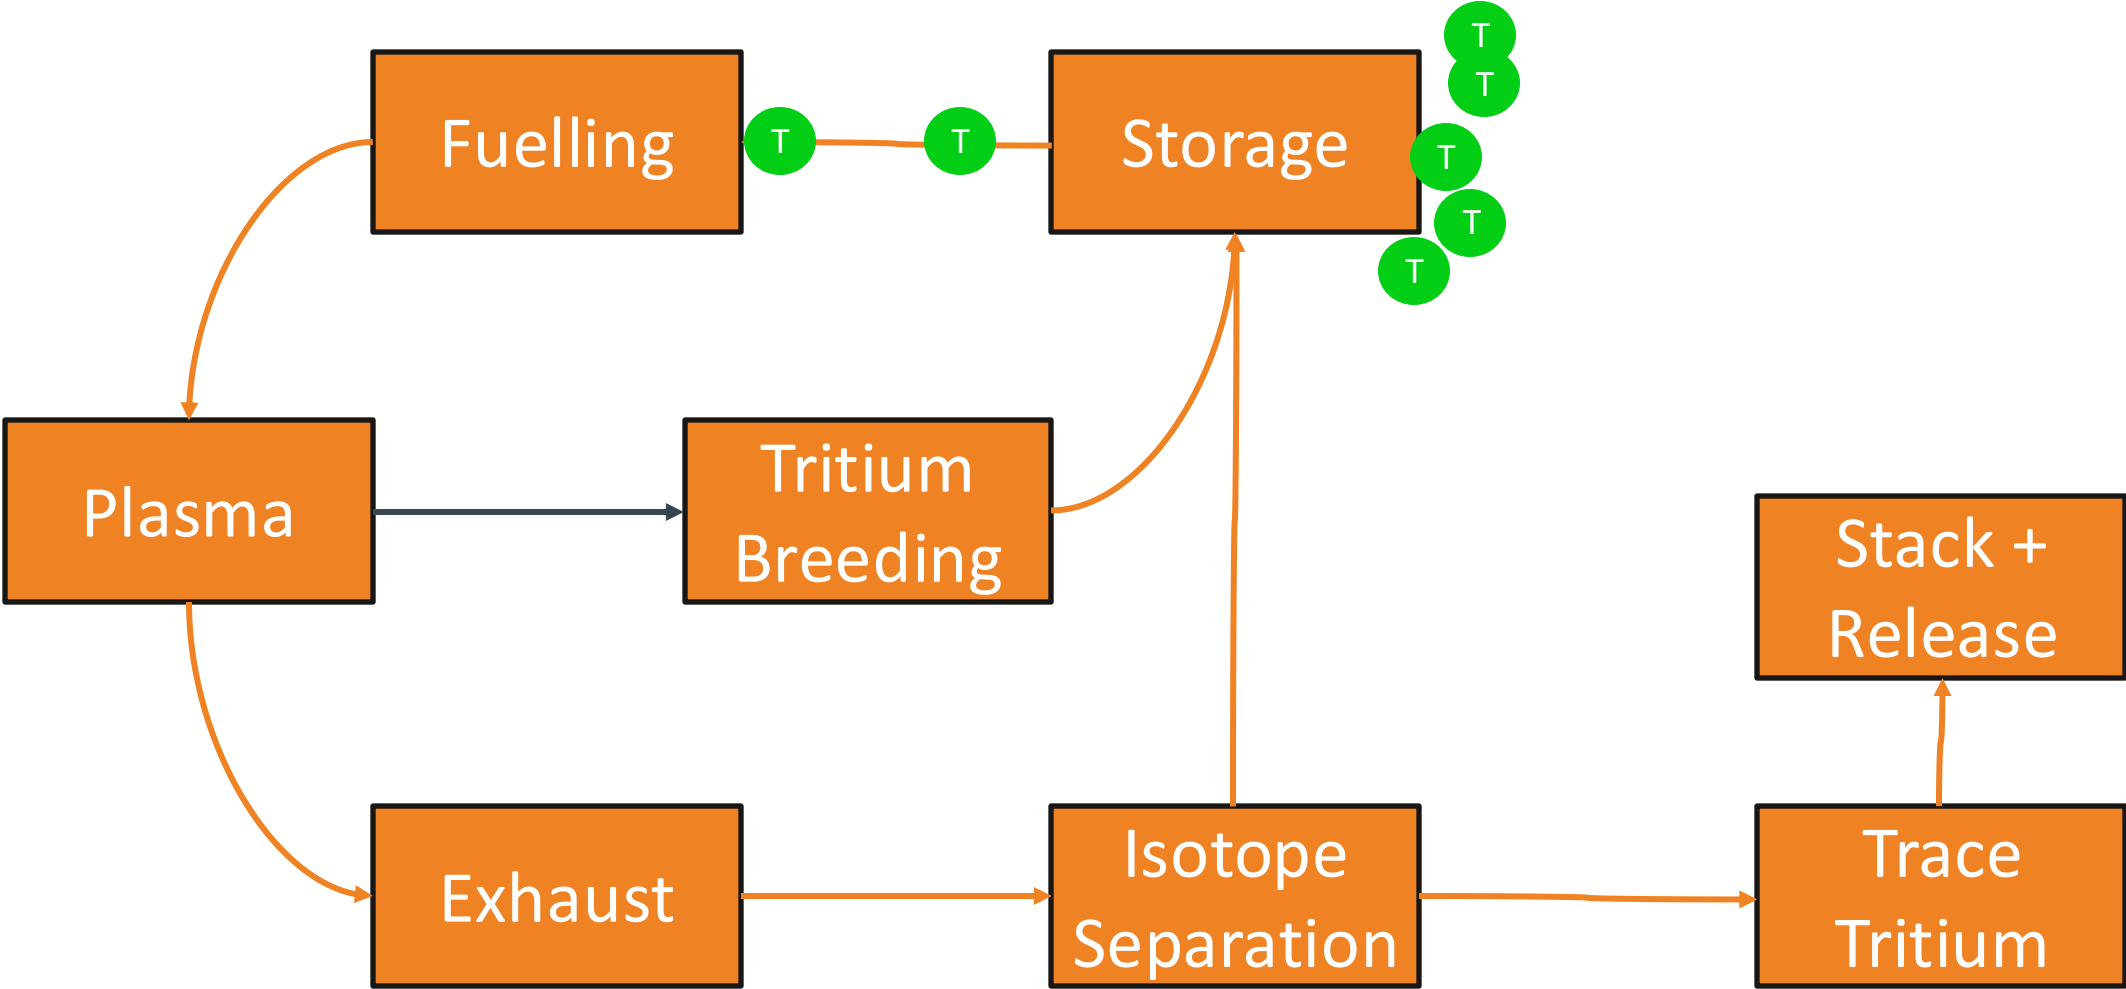 T
T
Fuelling
T
T
Storage
T
T
T
Plasma
Tritium
Breeding
Stack +
Release
Exhaust
Isotope
Separation
Trace
Tritium